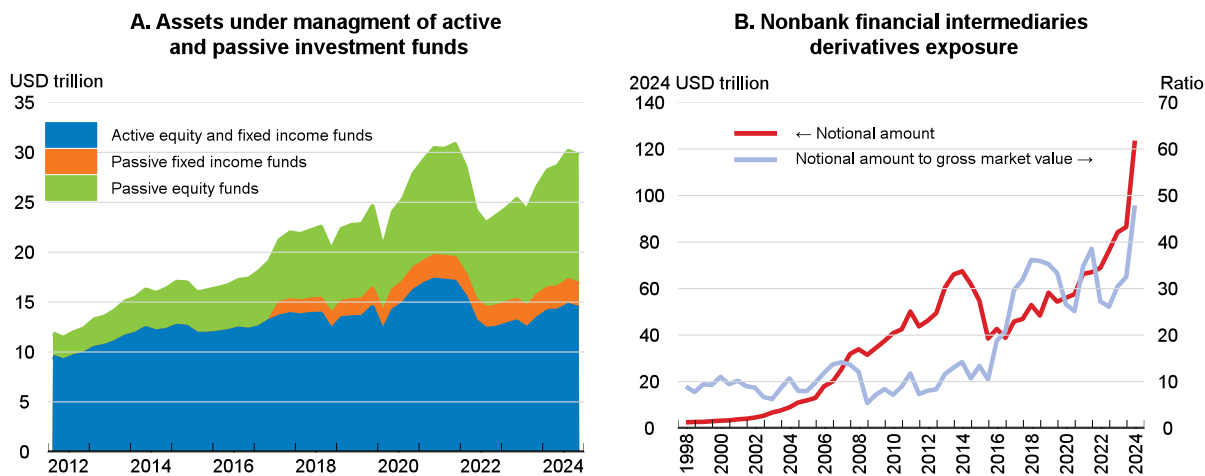 A. Assets under managment of active
and passive investment funds
USD trillion
35
30
25
20
15
10
5
0
Active equity and fixed income funds
Passive fixed income funds
Passive equity funds
2012 2014 2016 2018 2020 2022 2024
B. Nonbank financial intermediaries
derivatives exposure
2024 USD trillion
Ratio
140
120
100
80
60
40
20
0
← Notional amount
Notional amount to gross market value →
70
60
50
40
30
20
10
0
1998
2000
2002
2004
2006
2008
2010
2012
2014
2016
2018
2020
2022
2024